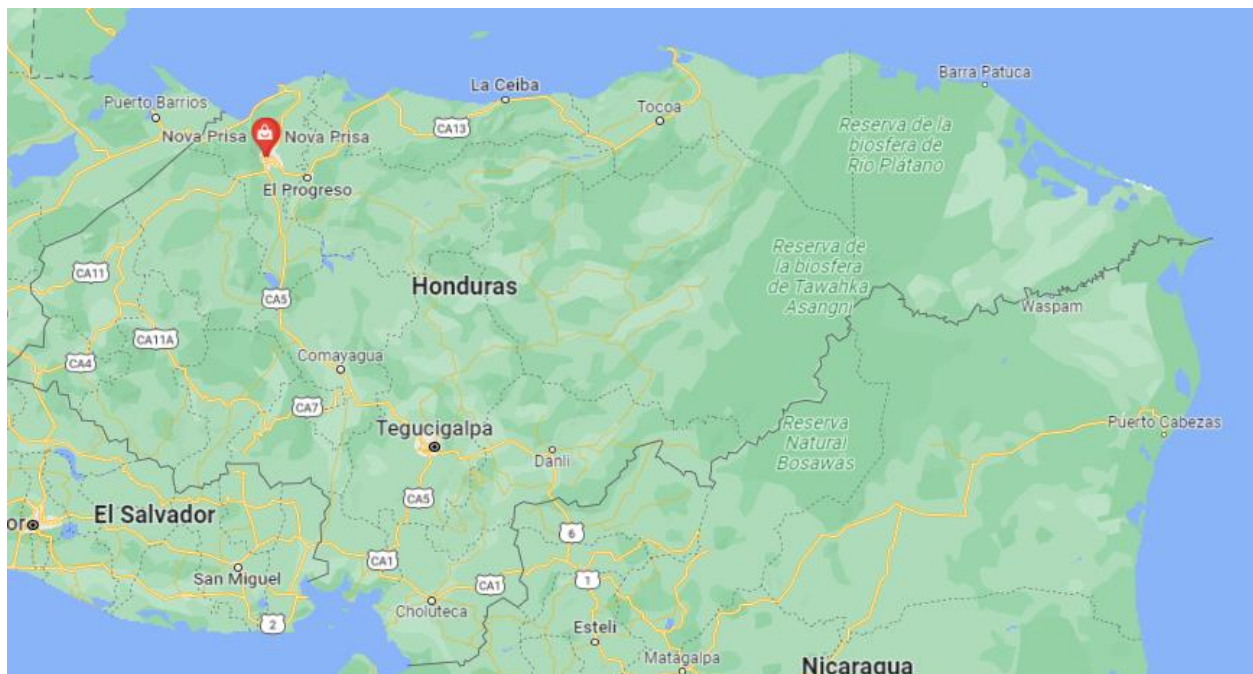 Barra Patuca
La Ceiba
Puerto Barrios
Tocoa
CA13
Nova Prisa
Nova Prisa
Reserva de la
biosfera de
Río Plátano
El Progreso
Reserva de
la biosfera
de Tawahka
Asangni
CA11
Honduras
CA5
Waspam
CA11A
Comayagua
CA4
CA7
Tegucigalpa
Reserva
Natural
Bosawas
Puerto Cabezas
Danlí
CA5
El Salvador
or
6
CA1
San Miguel
CA1
1
Choluteca
2
Estelí
Matagalpa
Nicaragua